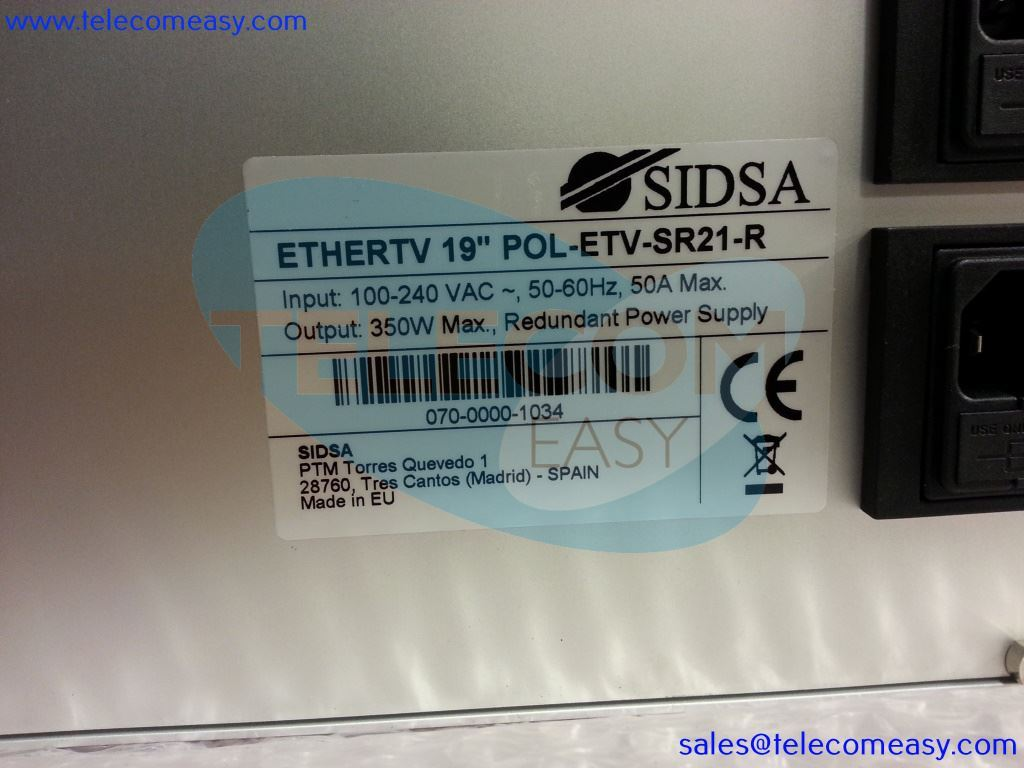 www.telecomeasy.com
USE
SIDSA
ETHERTV 19" POL-ETV-SR21-R
Input: 100-240 VAC ~, 50-60Hz, 50A Max.
Output: 350W Max., Redundant Power Supply
TELECOM
070-0000-1034
EASY
CE
SIDSA
PTM Torres Quevedo 1
28760, Tres Cantos (Madrid) - SPAIN
Made in EU
USE
sales@telecomeasy.com